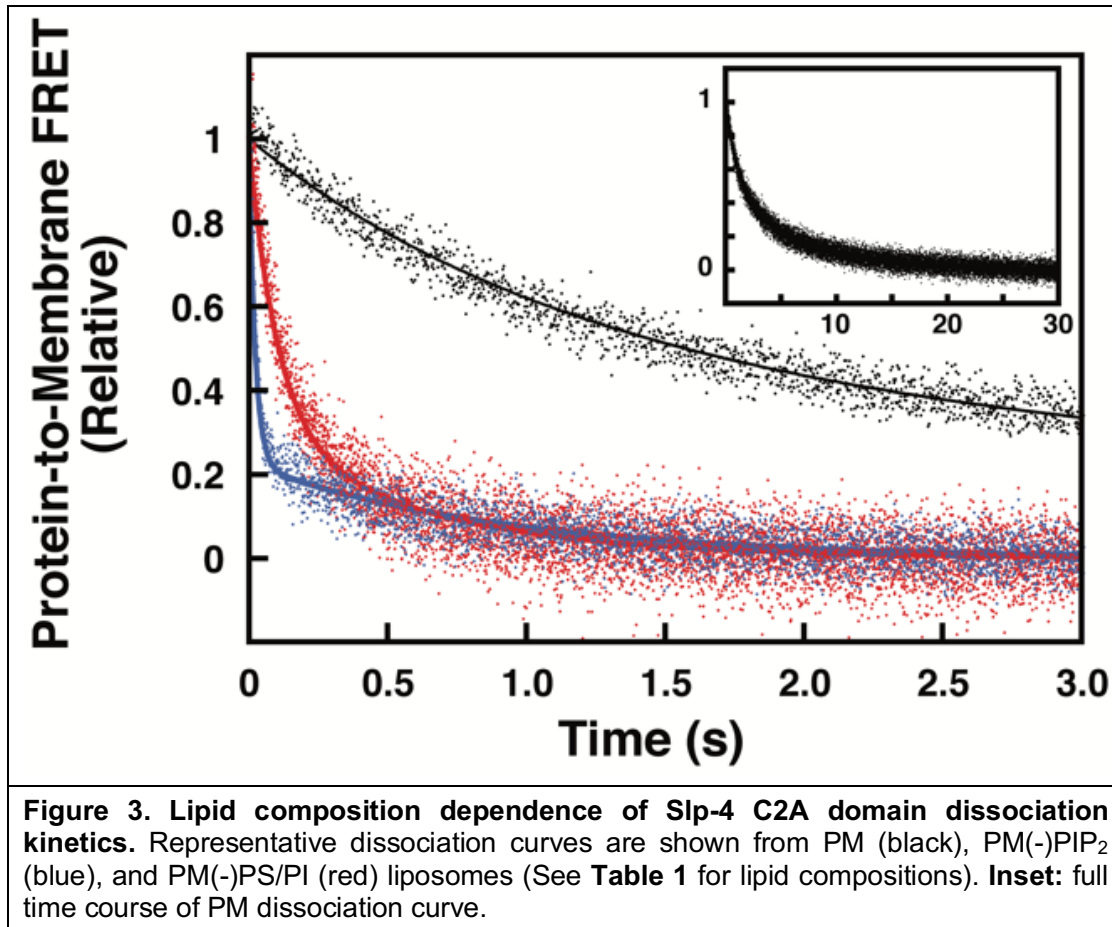 Protein-to-Membrane FRET
(Relative)
1
0.8
0.6
0.4
0.2
0
0
0.5
1.0
1.5
2.0
2.5
3.0
Time (s)
1
0
10
20
30
Figure 3. Lipid composition dependence of Slp-4 C2A domain dissociation
kinetics. Representative dissociation curves are shown from PM (black), PM(-)PIP₂
(blue), and PM(-)PS/PI (red) liposomes (See Table 1 for lipid compositions). Inset: full
time course of PM dissociation curve.